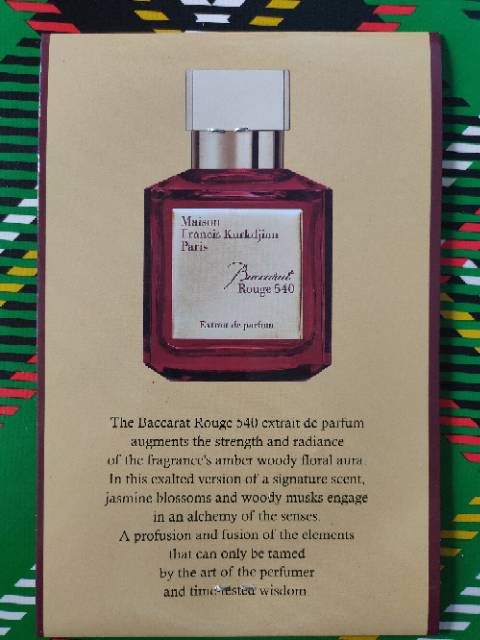 Maison
Francis Kurkdjian
Paris
Baccarat
Rouge 540
Extrait de parfum
The Baccarat Rouge 540 extrait de parfum
augments the strength and radiance
of the fragrance's amber woody floral aura.
In this exalted version of a signature scent,
jasmine blossoms and woody musks engage
in an alchemy of the senses.
A profusion and fusion of the elements
that can only be tamed
by the art of the perfumer
and time-tested wisdom.